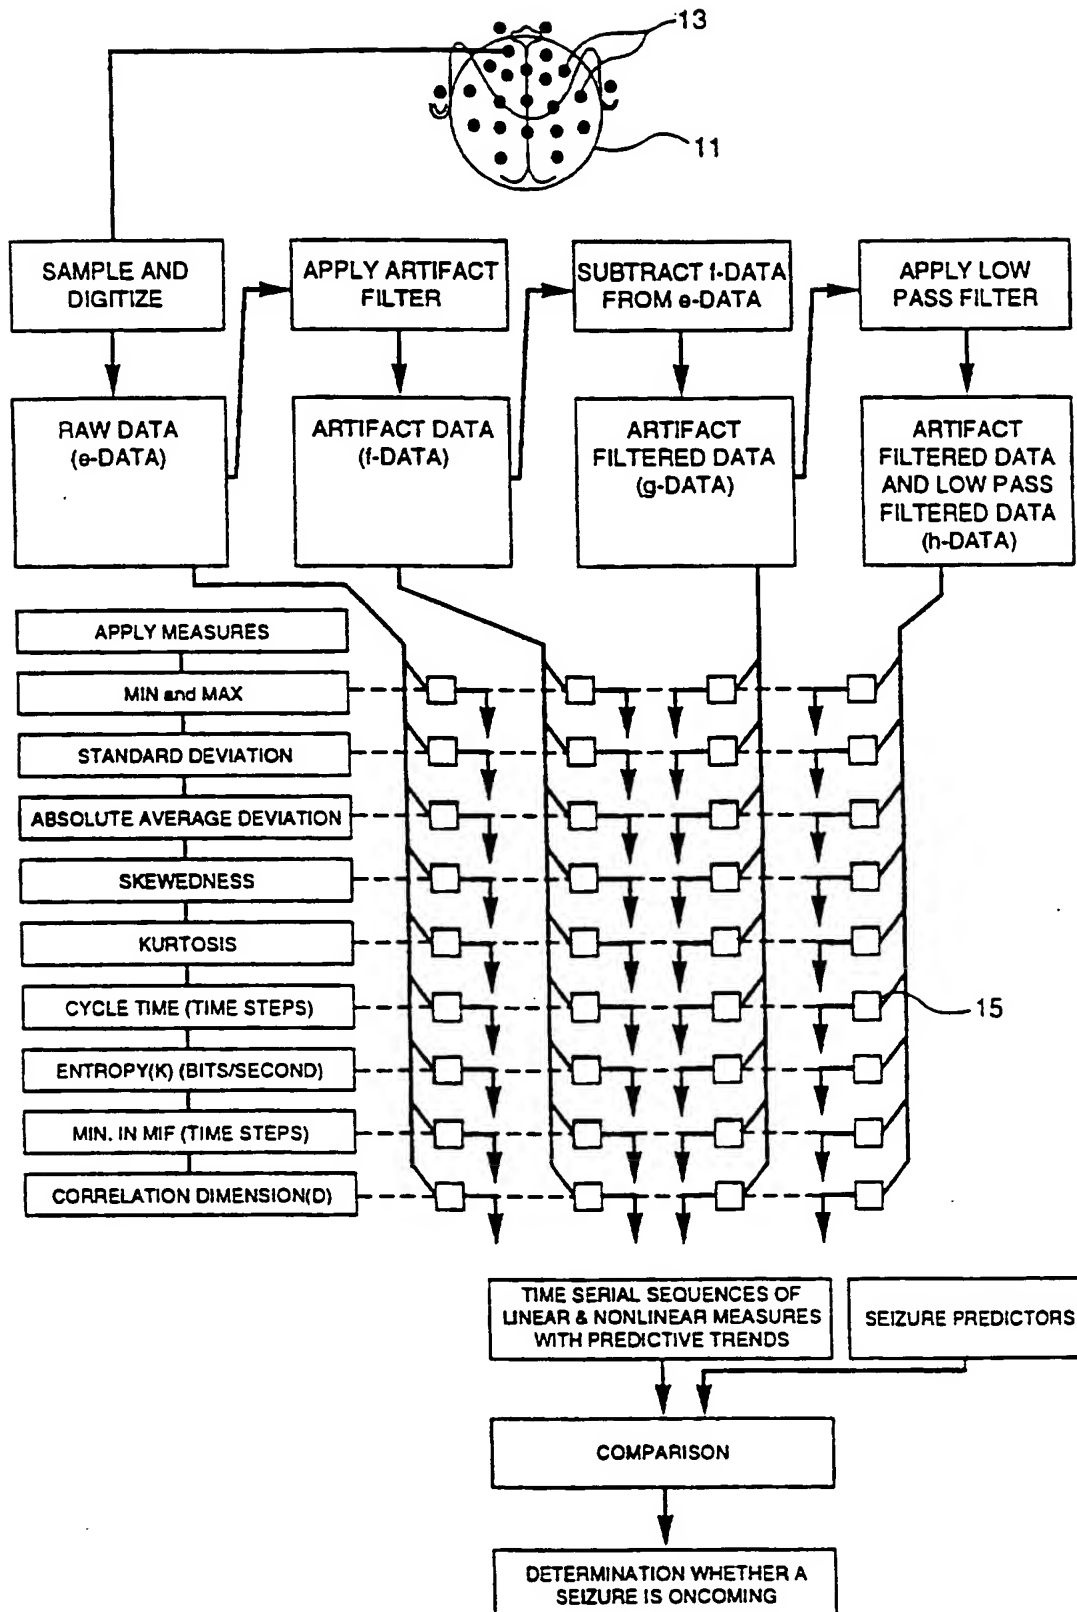 13
11
SAMPLE AND
DIGITIZE
APPLY ARTIFACT
FILTER
SUBTRACT f-DATA
FROM e-DATA
APPLY LOW
PASS FILTER
RAW DATA
(e-DATA)
ARTIFACT DATA
(f-DATA)
ARTIFACT
FILTERED DATA
(g-DATA)
ARTIFACT
FILTERED DATA
AND LOW PASS
FILTERED DATA
(h-DATA)
APPLY MEASURES
MIN and MAX
STANDARD DEVIATION
ABSOLUTE AVERAGE DEVIATION
SKEWEDNESS
KURTOSIS
CYCLE TIME (TIME STEPS)
15
ENTROPY(K) (BITS/SECOND)
MIN. IN MIF (TIME STEPS)
CORRELATION DIMENSION(D)
TIME SERIAL SEQUENCES OF
LINEAR & NONLINEAR MEASURES
WITH PREDICTIVE TRENDS
SEIZURE PREDICTORS
COMPARISON
DETERMINATION WHETHER A
SEIZURE IS ONCOMING